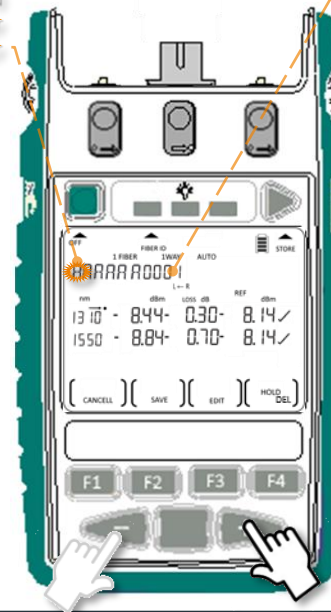 OFF FIBER ID STORE
1 FIBER 1WAY AUTO
HAAAAAA0001
L←R
nm dBm LOSS dB REF dBm
1310 - 8.44- 0.30- 8.14✓
1550 - 8.84- 0.70- 8.14✓
CANCELL SAVE EDIT HOLD DEL
F1 F2 F3 F4